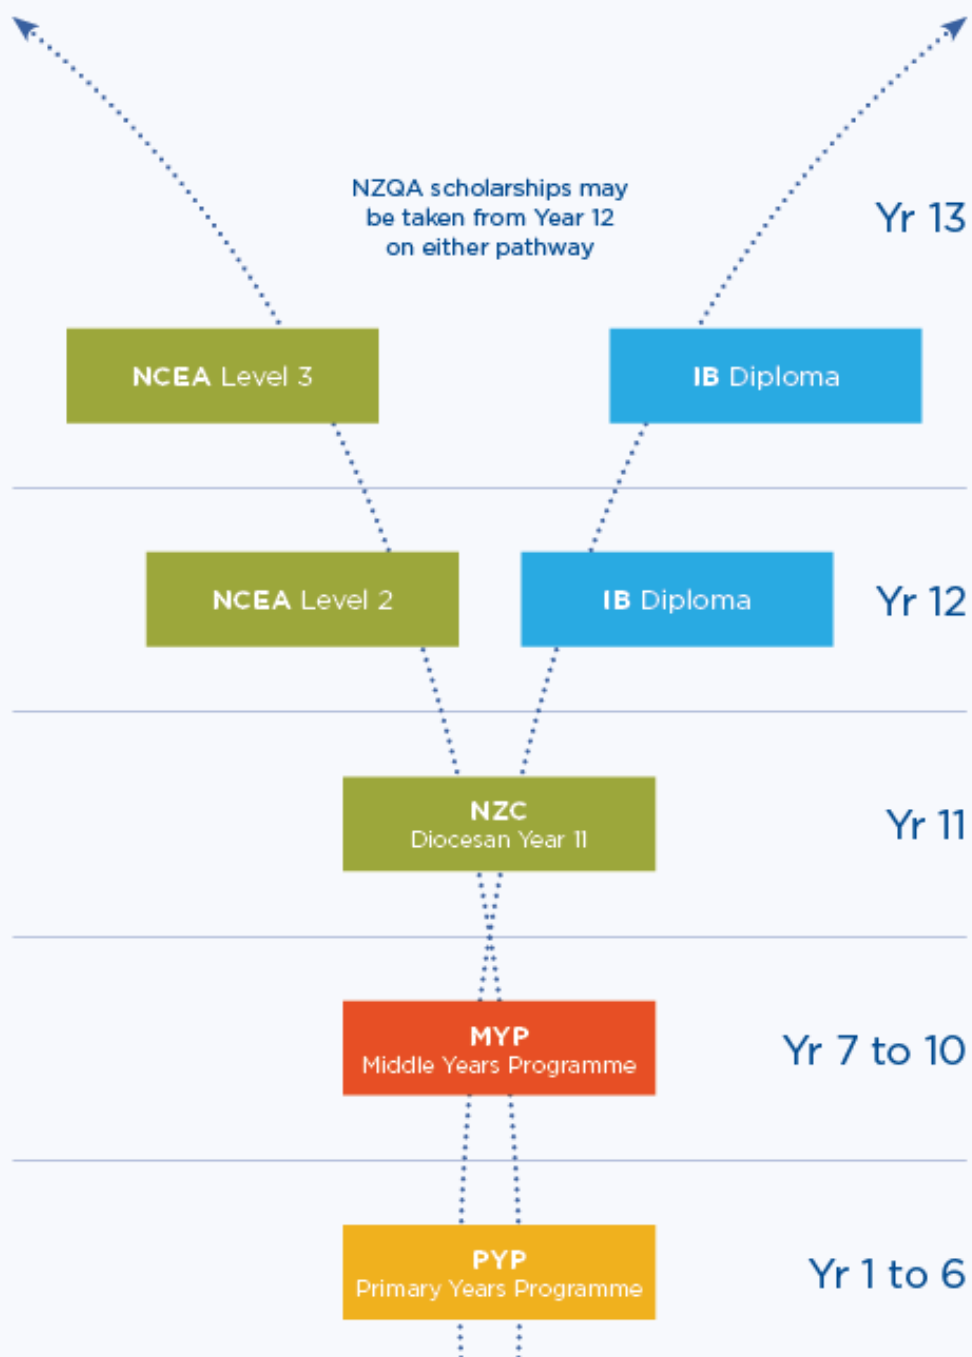 NZQA scholarships may
be taken from Year 12
on either pathway
Yr 13
NCEA Level 3
IB Diploma
NCEA Level 2
IB Diploma
Yr 12
NZC
Diocesan Year 11
Yr 11
MYP
Middle Years Programme
Yr 7 to 10
PYP
Primary Years Programme
Yr 1 to 6